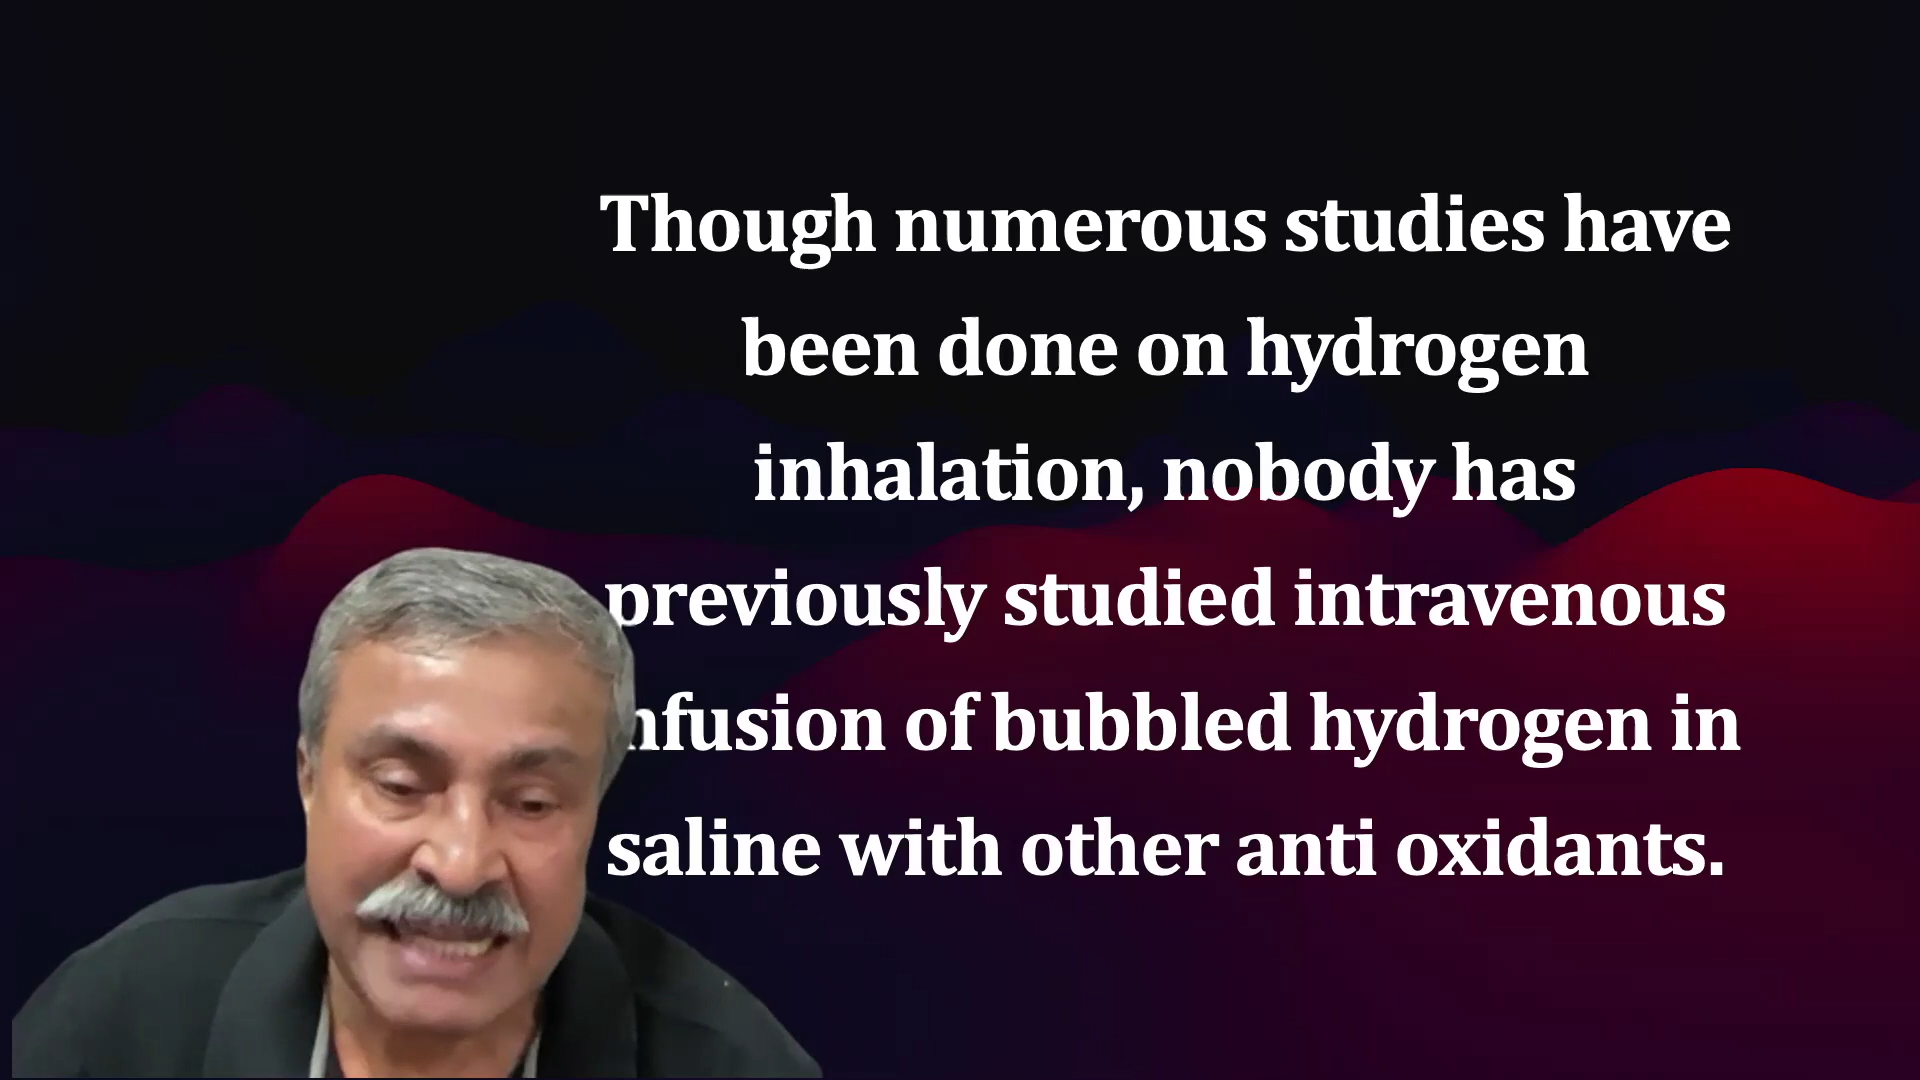 Though numerous studies have
been done on hydrogen
inhalation, nobody has
previously studied intravenous
nfusion of bubbled hydrogen in
saline with other anti oxidants.